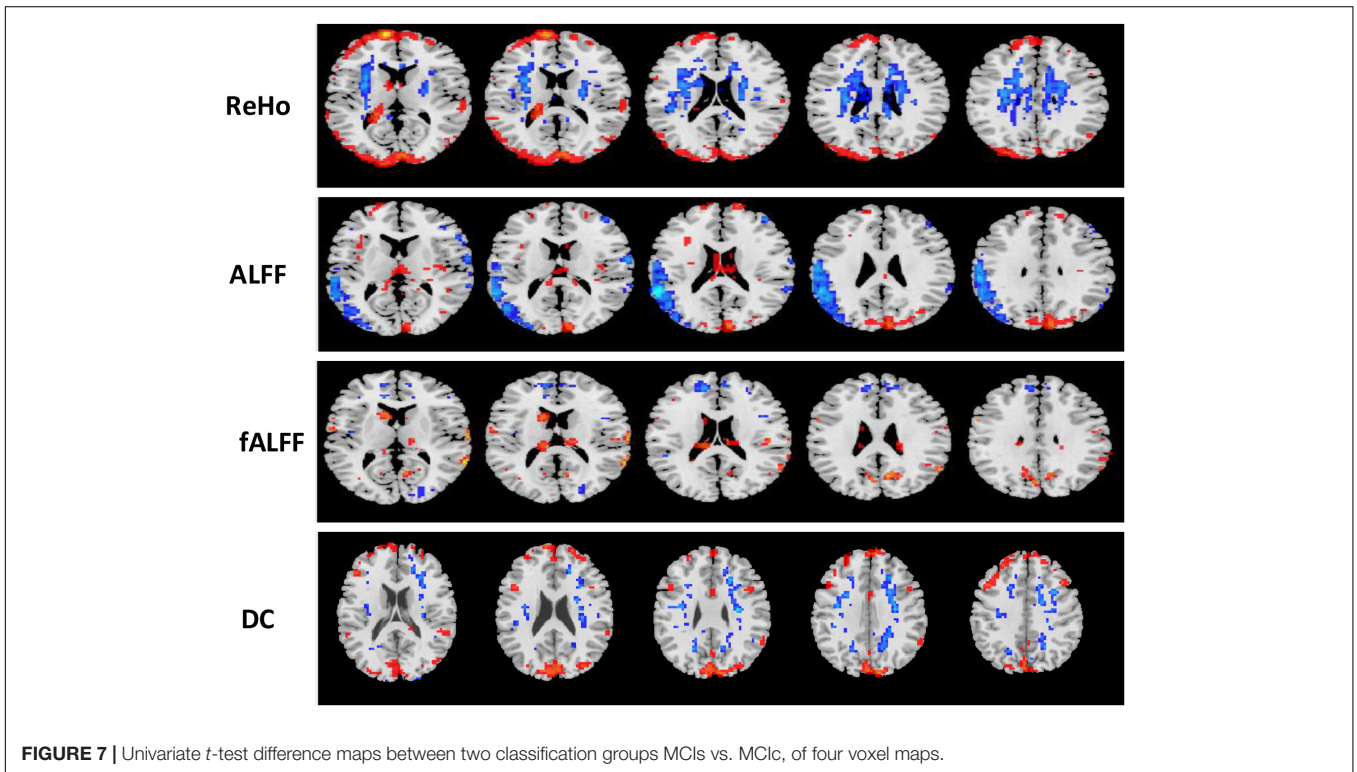 ReHo
ALFF
fALFF
DC
FIGURE 7 | Univariate t-test difference maps between two classification groups MCIs vs. MCIc, of four voxel maps.